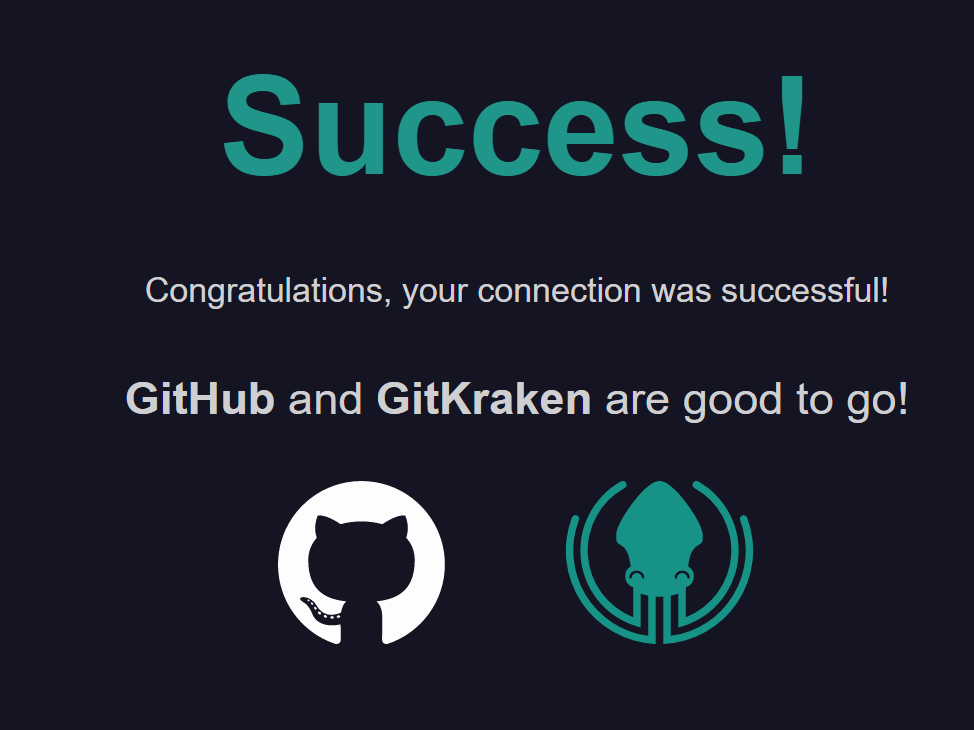 Success!
Congratulations, your connection was successful!
GitHub and GitKraken are good to go!